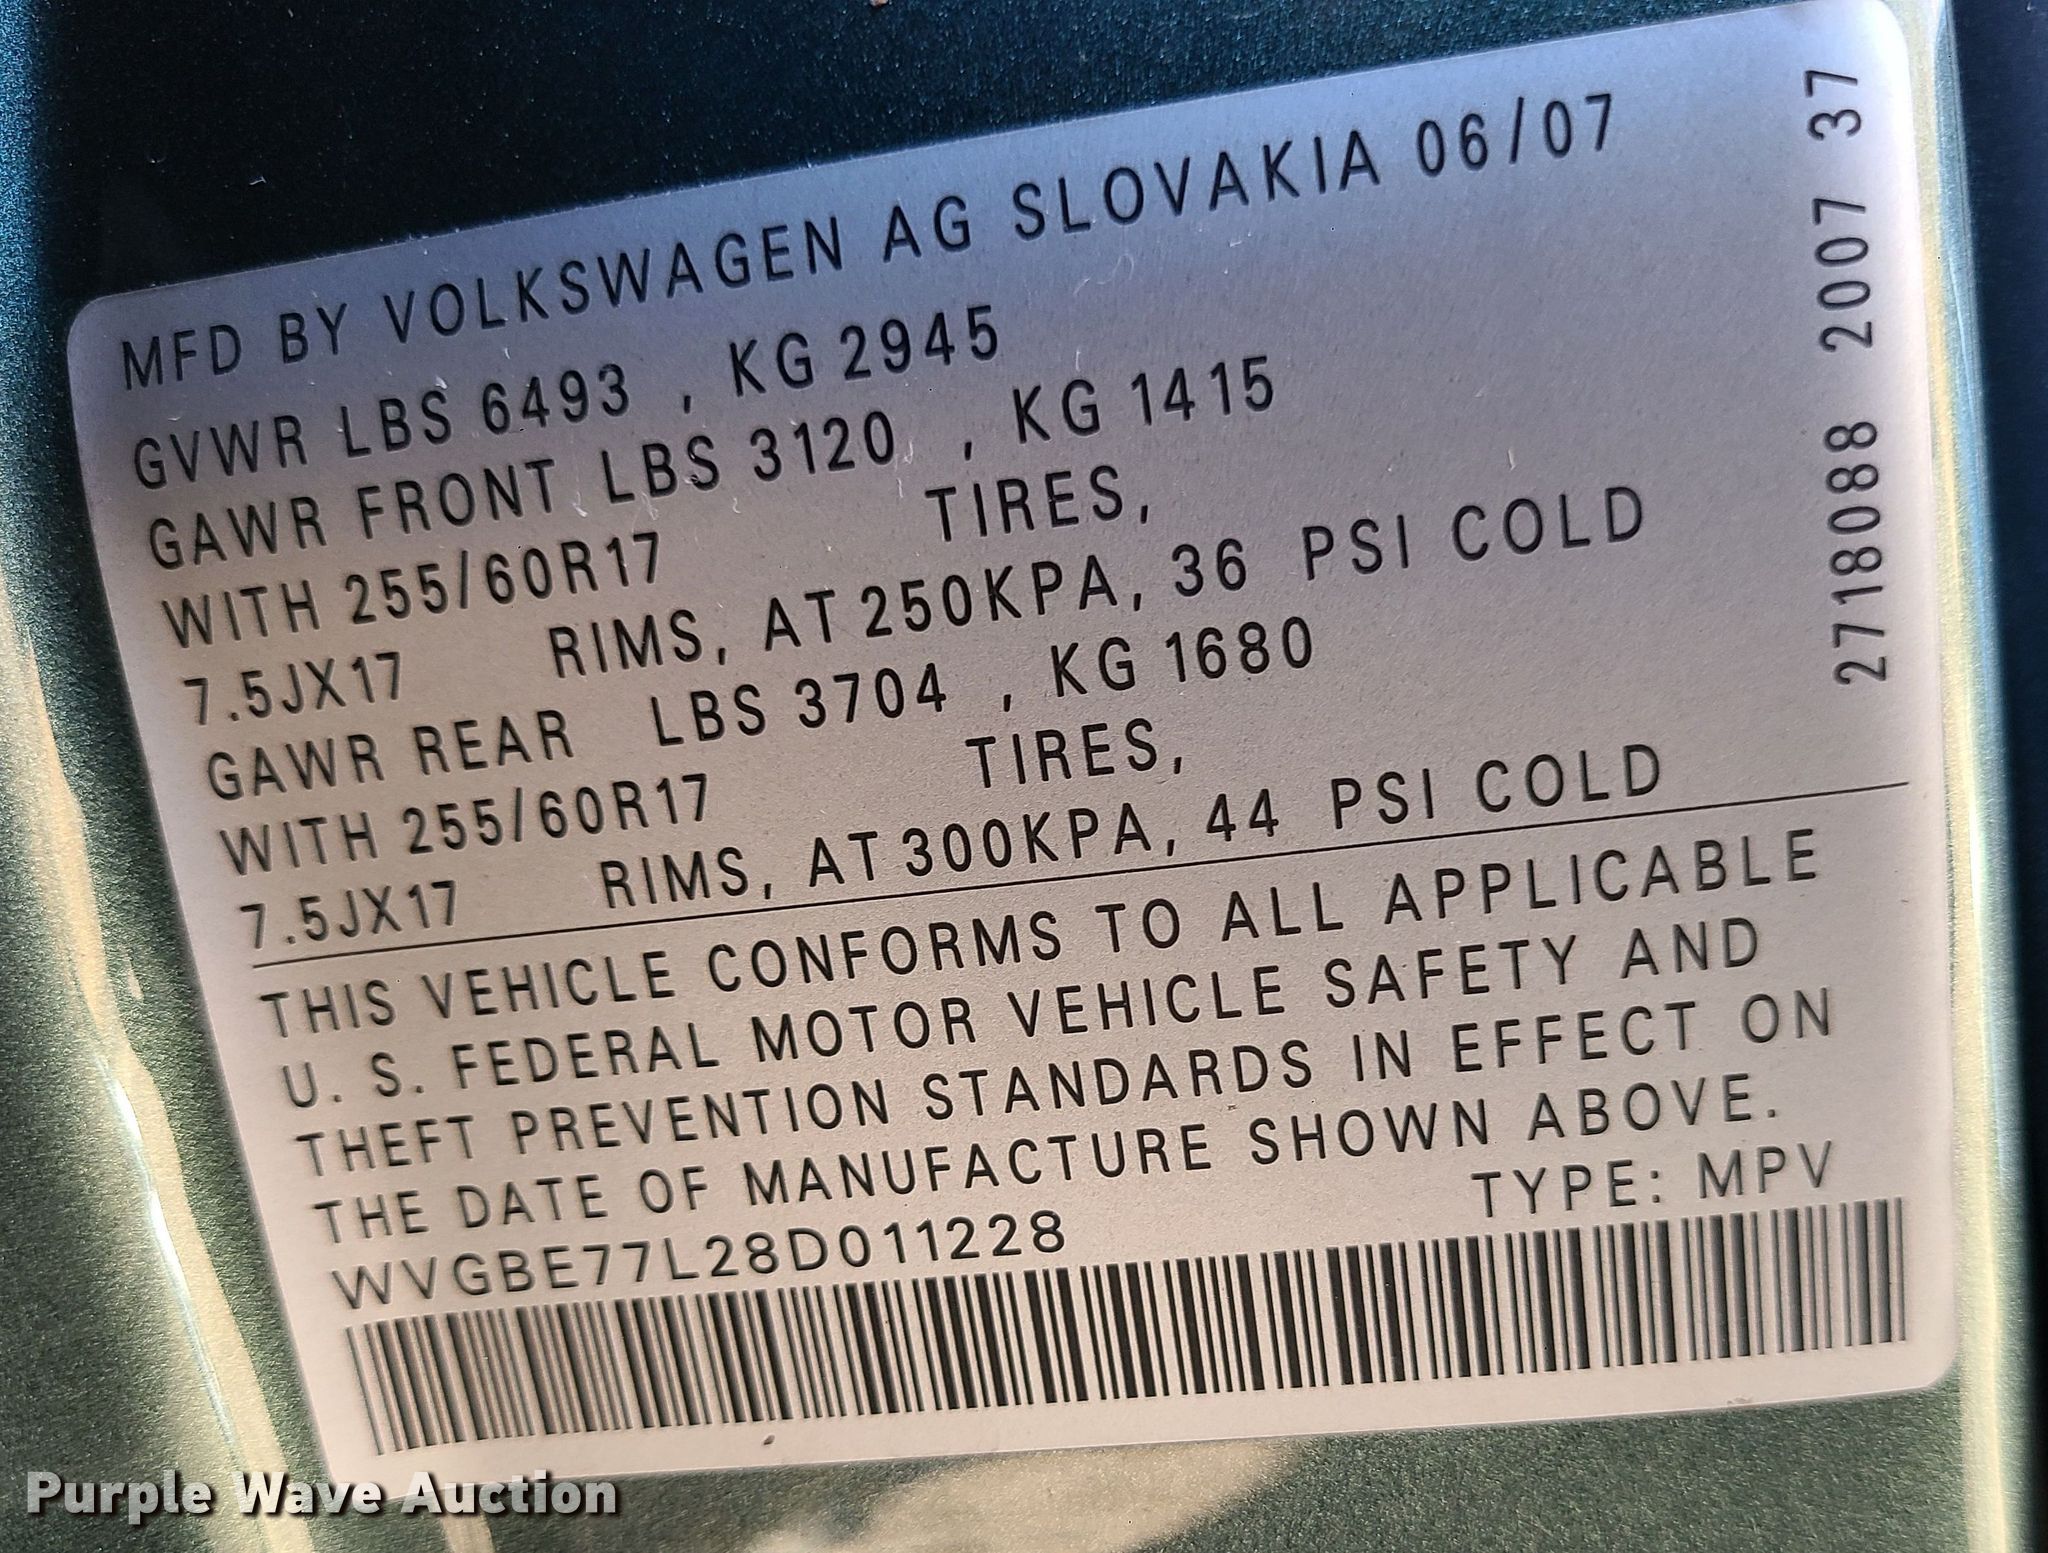 MFD BY VOLKSWAGEN AG SLOVAKIA 06/07
GVWR LBS 6493 , KG 2945
GAWR FRONT LBS 3120 , KG 1415
WITH 255/60R17 TIRES,
7.5JX17 RIMS, AT 250KPA, 36 PSI COLD
GAWR REAR LBS 3704 , KG 1680
WITH 255/60R17 TIRES,
7.5JX17 RIMS, AT 300KPA, 44 PSI COLD
THIS VEHICLE CONFORMS TO ALL APPLICABLE
U. S. FEDERAL MOTOR VEHICLE SAFETY AND
THEFT PREVENTION STANDARDS IN EFFECT ON
THE DATE OF MANUFACTURE SHOWN ABOVE.
WVGBE77L28D011228 TYPE: MPV
2718088 2007 37
Purple Wave Auction